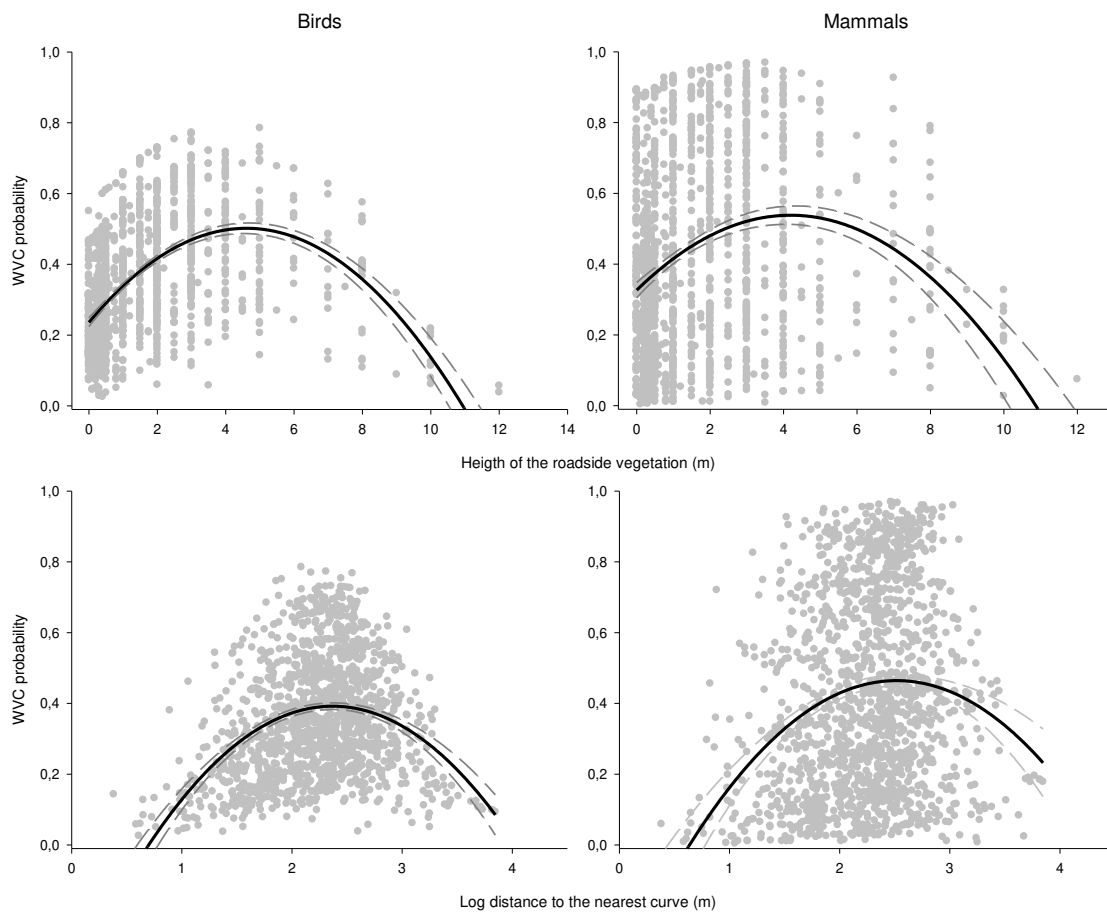 Birds
Mammals
1,0
0,8
0,6
0,4
0,2
0,0
WVC probability
0 2 4 6 8 10 12 14
1,0
0,8
0,6
0,4
0,2
0,0
0 2 4 6 8 10 12
Heigth of the roadside vegetation (m)
1,0
0,8
0,6
0,4
0,2
0,0
WVC probability
0 1 2 3 4
1,0
0,8
0,6
0,4
0,2
0,0
0 1 2 3 4
Log distance to the nearest curve (m)